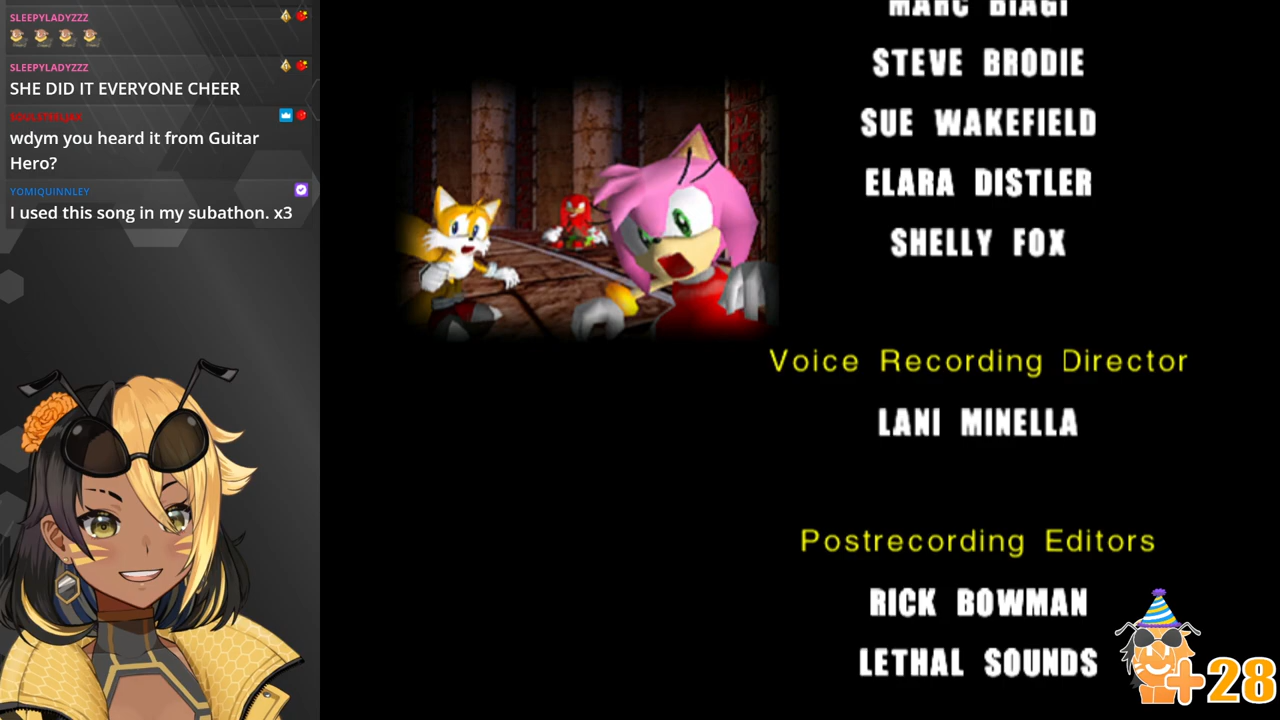 SLEEPYLADYZZZ
SLEEPYLADYZZZ
SHE DID IT EVERYONE CHEER
wdym you heard it from Guitar
Hero?
YOMIQUINNLEY
I used this song in my subathon. x3
MARC BIAGI
STEVE BRODIE
SUE WAKEFIELD
ELARA DISTLER
SHELLY FOX
Voice Recording Director
LANI MINELLA
Postrecording Editors
RICK BOWMAN
LETHAL SOUNDS
+28